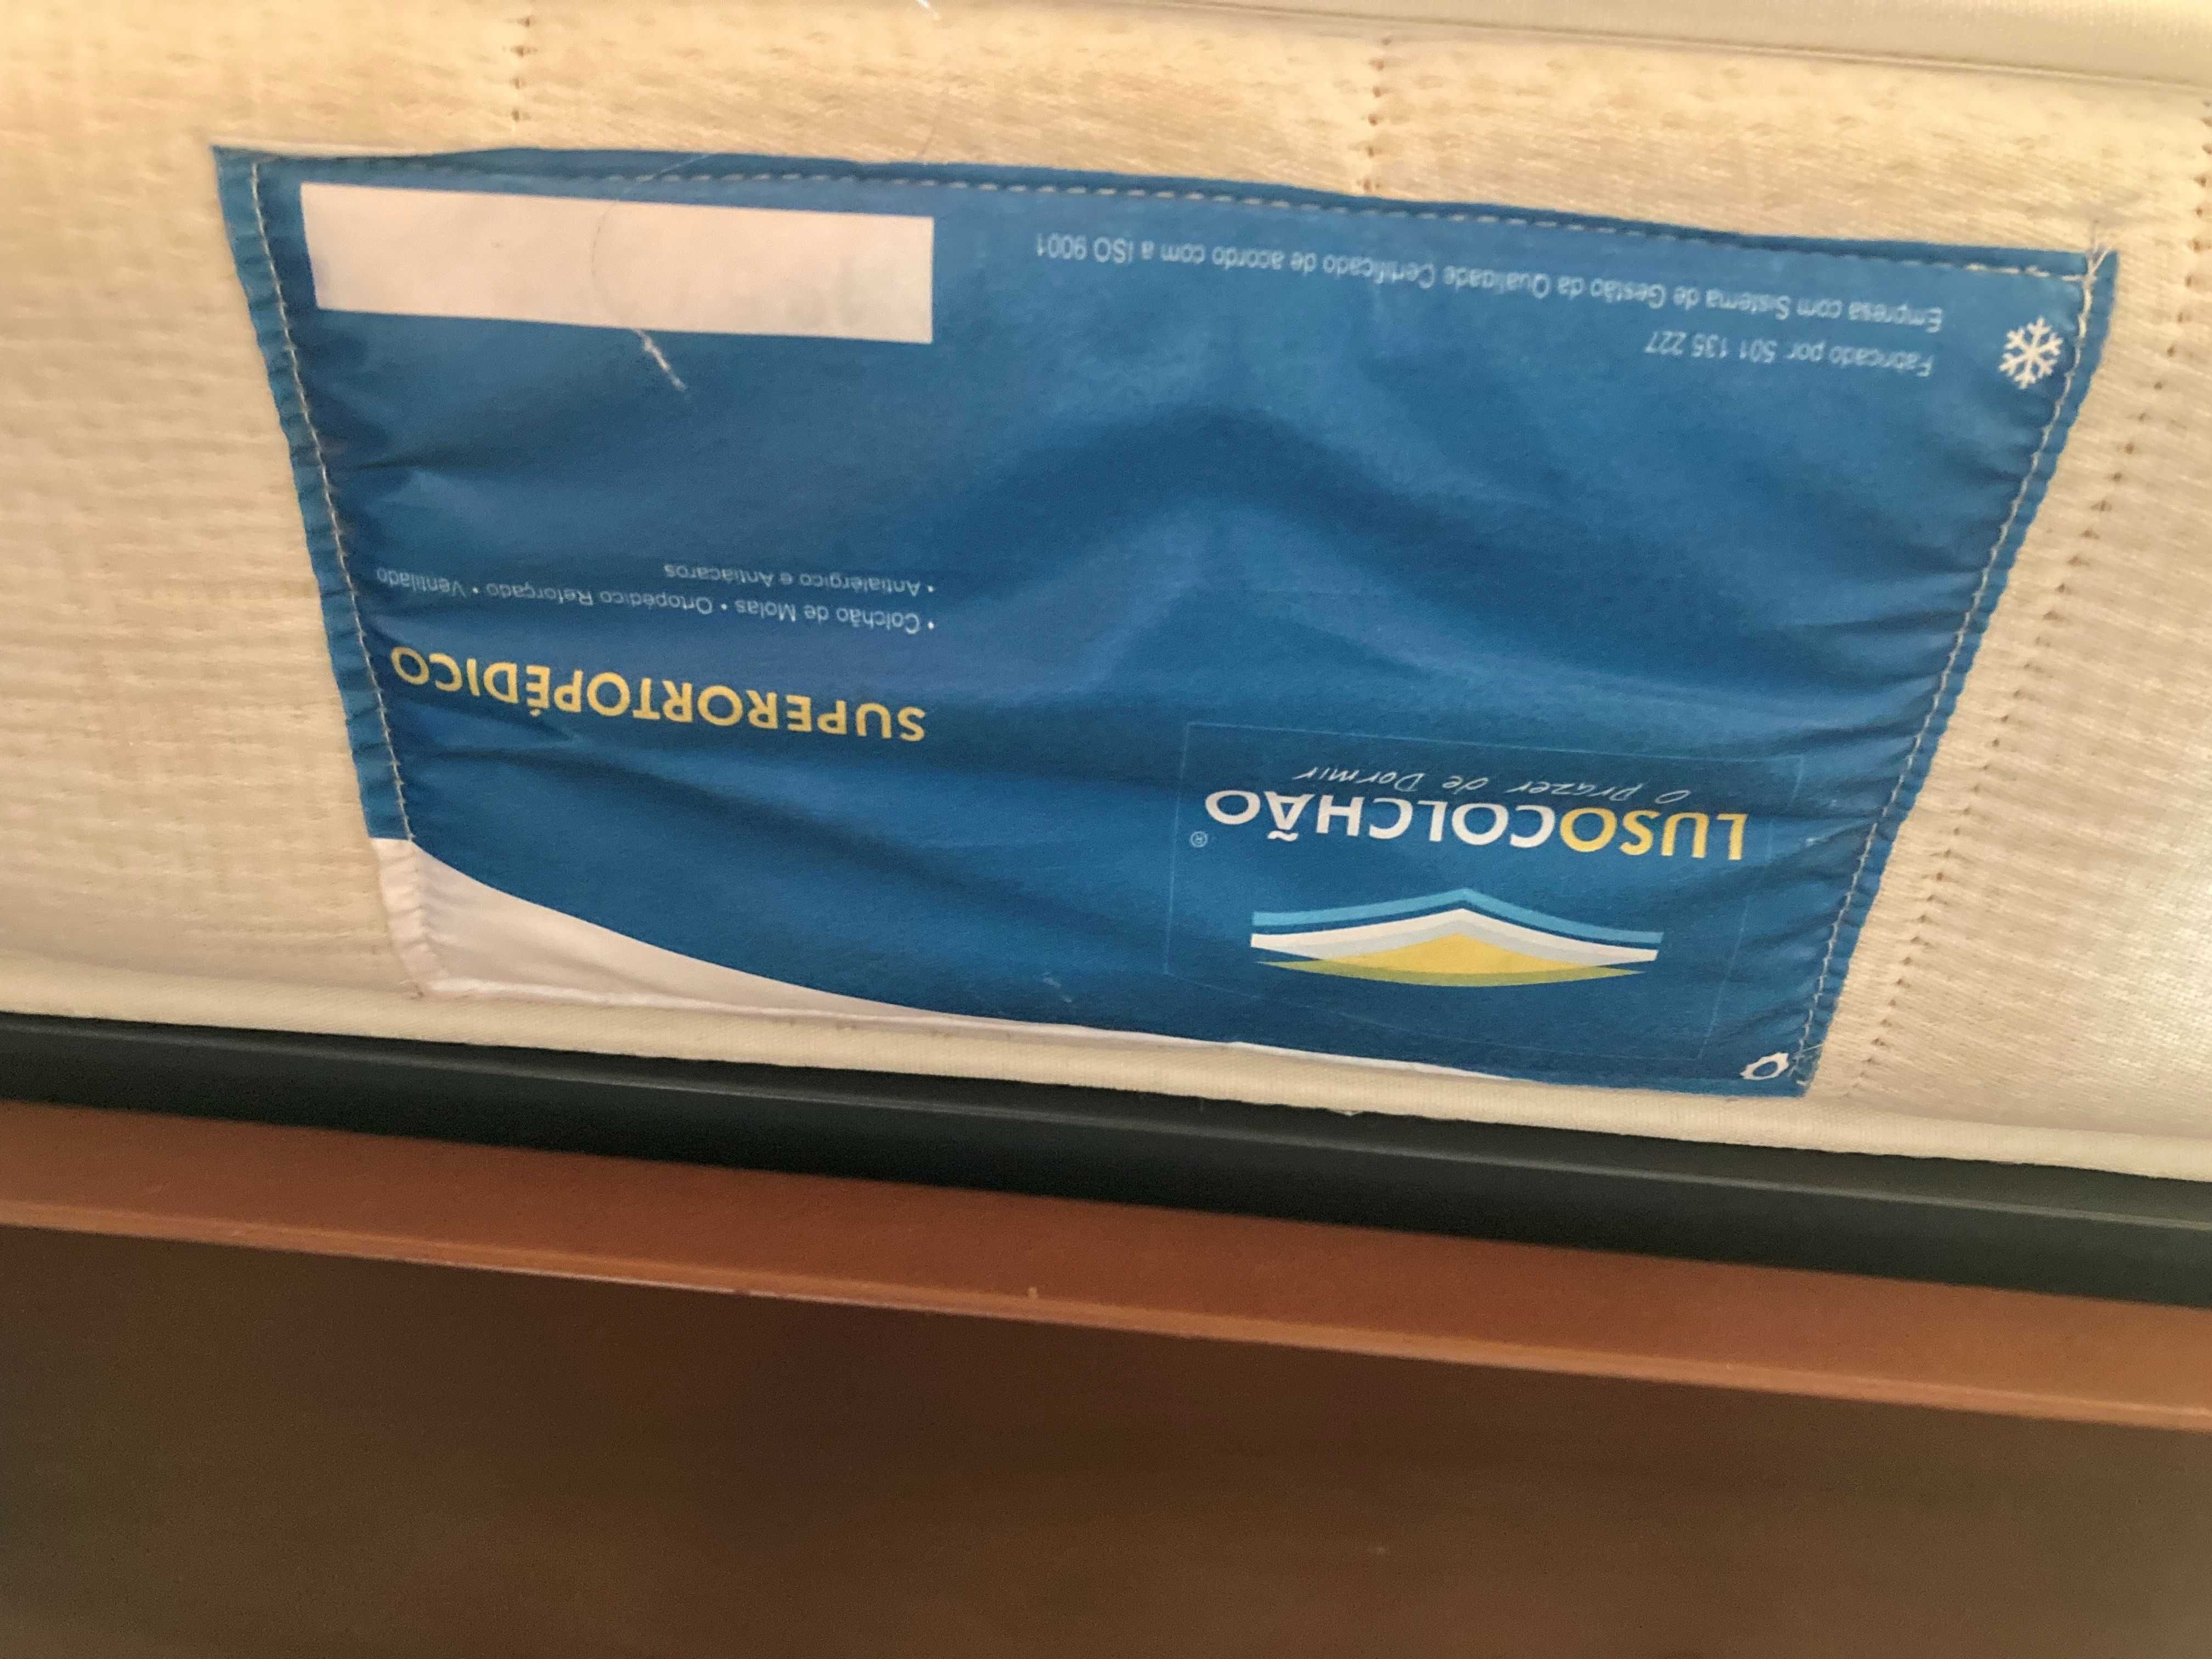 LUSOCOLCHÃO®
O Prazer de Dormir
SUPERORTOPÉDICO
• Colchão de Molas • Ortopédico Reforçado • Ventilado
• Antialérgico e Antiácaros
Fabricado por 501 135 227
Empresa com Sistema de Gestão da Qualidade Certificado de acordo com a ISO 9001